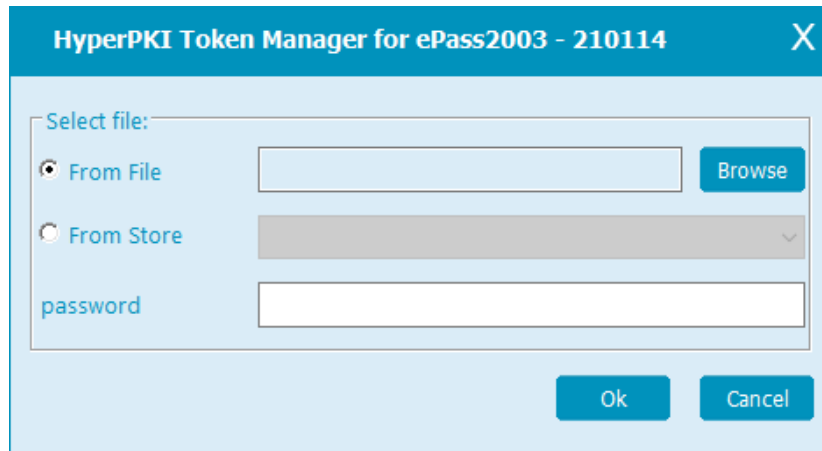 HyperPKI Token Manager for ePass2003 - 210114 X
Select file:
From File Browse
From Store
password
Ok Cancel